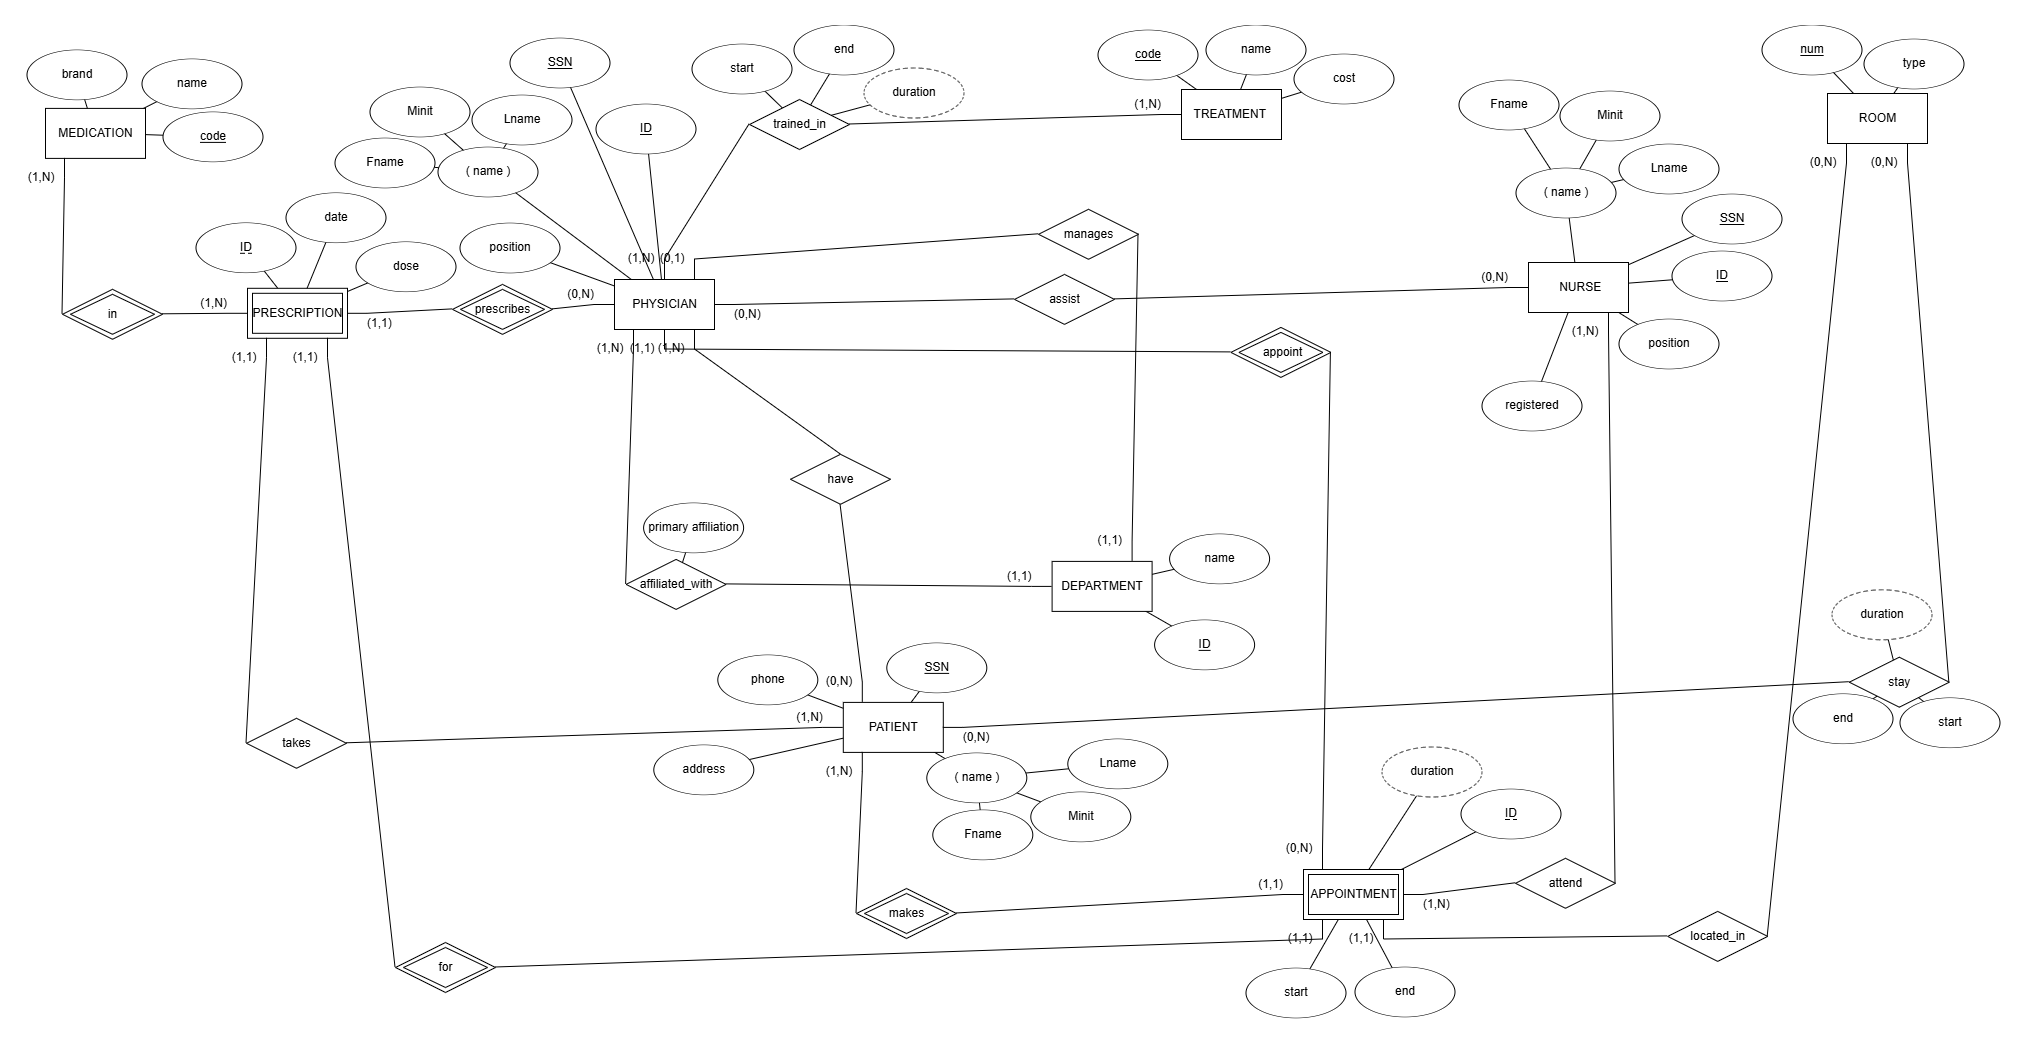 brand
name
code
MEDICATION
(1,N)
SSN
Minit
Lname
Fname
( name )
ID
position
start
end
duration
trained_in
(1,N)
code
name
cost
TREATMENT
num
type
ROOM
(0,N)
(0,N)
Fname
Minit
Lname
( name )
SSN
ID
position
registered
NURSE
(0,N)
(1,N)
ID
date
dose
PRESCRIPTION
(1,N)
(1,1)
(1,1)
(1,1)
in
prescribes
(0,N)
(1,N)
(0,1)
PHYSICIAN
(0,N)
(1,N)
(1,1)
(1,N)
manages
assist
appoint
have
primary affiliation
affiliated_with
(1,1)
(1,1)
DEPARTMENT
name
ID
duration
stay
end
start
phone
SSN
(0,N)
(1,N)
PATIENT
(0,N)
address
(1,N)
( name )
Lname
Minit
Fname
takes
duration
ID
(0,N)
(1,1)
APPOINTMENT
(1,N)
attend
makes
(1,1)
(1,1)
located_in
for
start
end